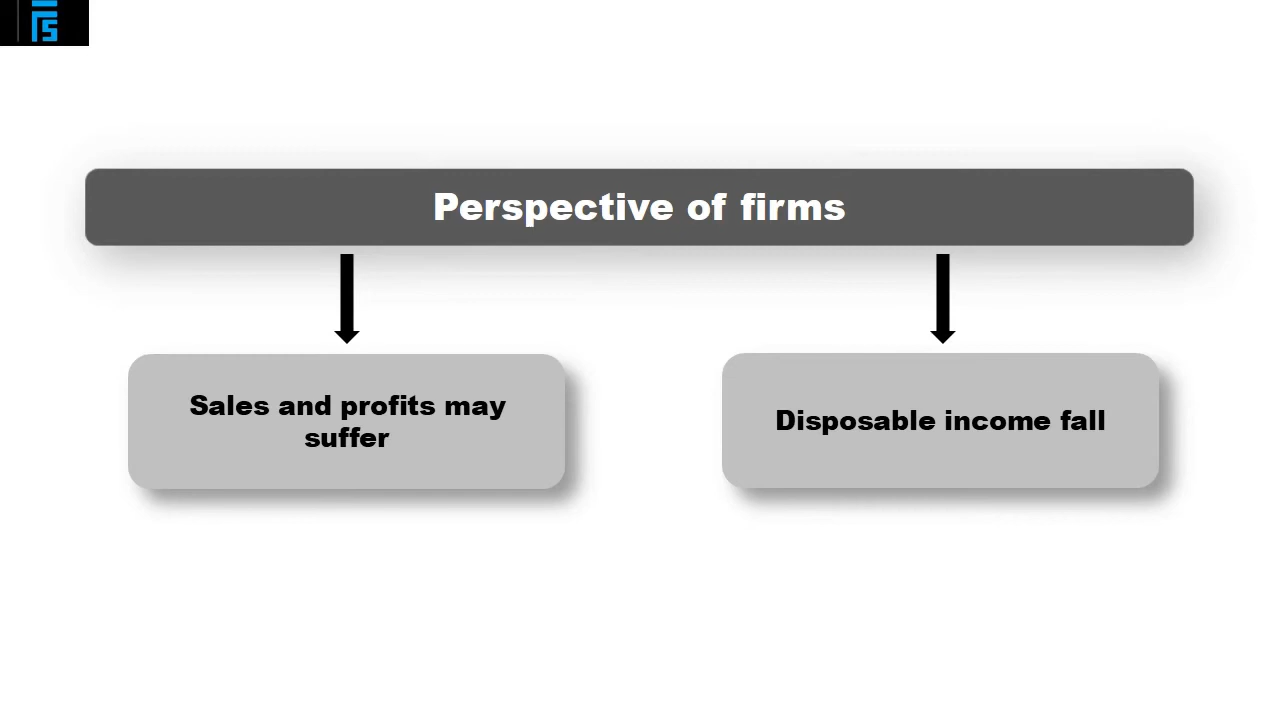 Perspective of firms
Sales and profits may
suffer
Disposable income fall